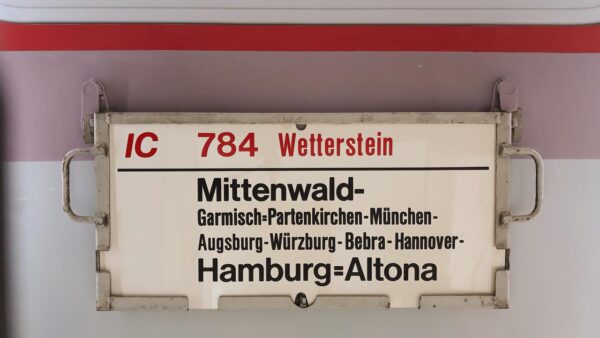 IC 784 Wetterstein
Mittenwald-
Garmisch=Partenkirchen-München-
Augsburg-Würzburg-Bebra-Hannover-
Hamburg=Altona